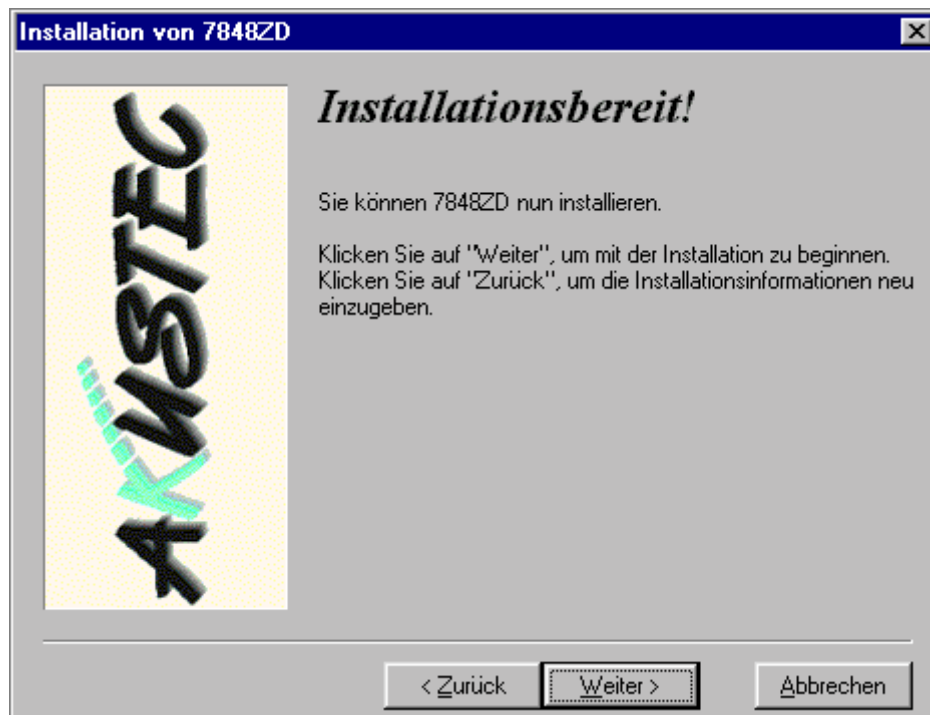 Installation von 7848ZD
AKUSTEC
Installationsbereit!
Sie können 7848ZD nun installieren.
Klicken Sie auf "Weiter", um mit der Installation zu beginnen.
Klicken Sie auf "Zurück", um die Installationsinformationen neu
einzugeben.
< Zurück
Weiter >
Abbrechen